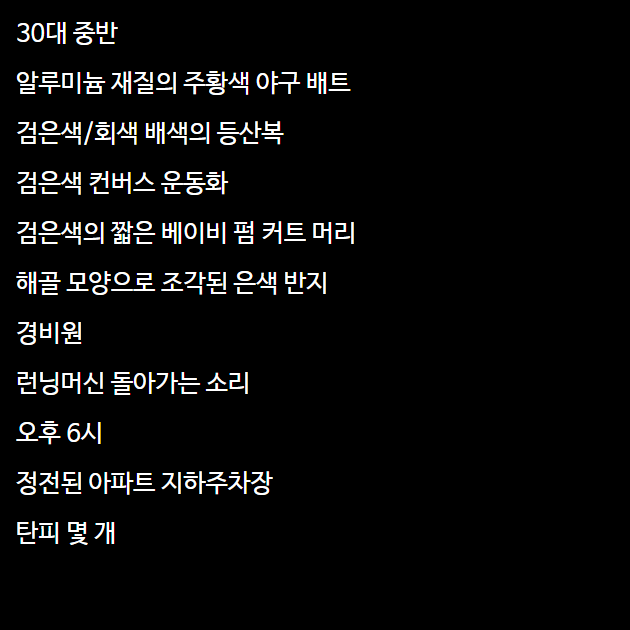 30대 중반
알루미늄 재질의 주황색 야구 배트
검은색/회색 배색의 등산복
검은색 컨버스 운동화
검은색의 짧은 베이비 펌 커트 머리
해골 모양으로 조각된 은색 반지
경비원
런닝머신 돌아가는 소리
오후 6시
정전된 아파트 지하주차장
탄피 몇 개